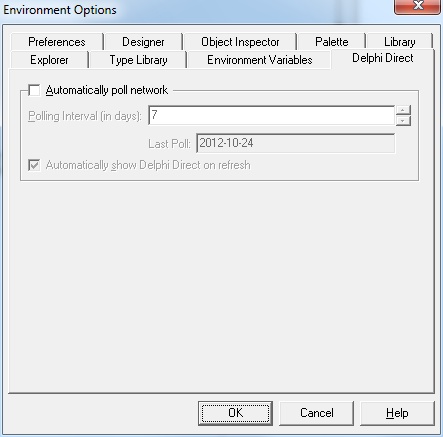 Environment Options
Preferences Designer Object Inspector Palette Library
Explorer Type Library Environment Variables Delphi Direct
Automatically poll network
Polling Interval (in days): 7
Last Poll: 2012-10-24
Automatically show Delphi Direct on refresh
OK Cancel Help